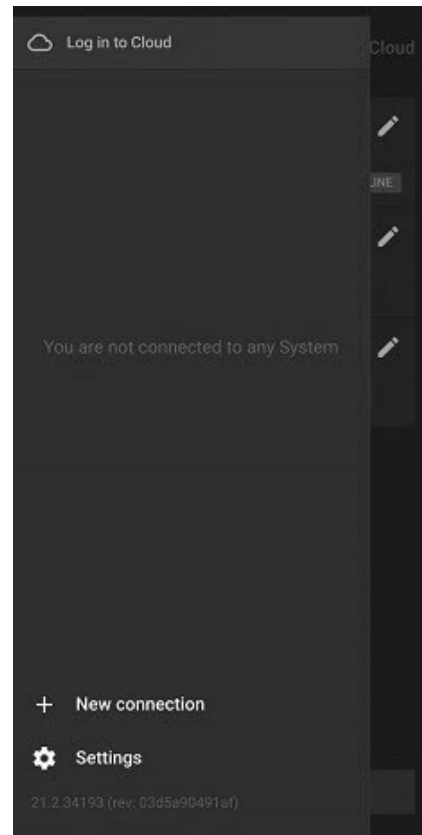 Log in to Cloud
Cloud
LINE
You are not connected to any System
New connection
Settings
21.2.34193 (rev: 03d5a90491af)